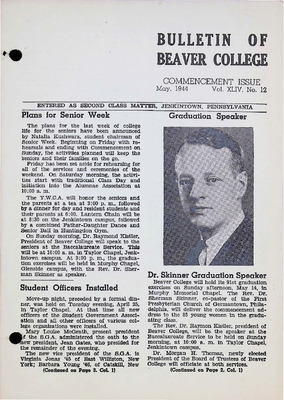 BULLETIN OF
BEAVER COLLEGE
COMMENCEMENT ISSUE
May, 1944 Vol. XLIV, No. 12
ENTERED AS SECOND CLASS MATTER, JENKINTOWN, PENNSYLVANIA
Plans for Senior Week
The plans for the last week of college
life for the seniors have been announced
by Natalia Kushwara, student chairman of
Senior Week. Beginning on Friday with re-
hearsals and ending with Commencement on
Sunday, the activities planned will keep the
seniors and their families on the go.
Friday has been set aside for rehearsing for
all of the services and ceremonies of the
weekend. On Saturday morning, the activi-
ties start with traditional Class Day and
initiation into the Alumnae Association at
10:00 a. m.
The Y.W.C.A. will honor the seniors and
the parents at a tea at 3:00 p. m., followed
by a dinner for day and resident students and
their parents at 6:00. Lantern Chain will be
at 8:30 on the Jenkintown campus, followed
by a combined Father-Daughter Dance and
Senior Ball in Huntingdon Gym.
On Sunday morning, Dr. Raymond Kistler,
President of Beaver College will speak to the
seniors at the Baccalaureate Service. This
will be at 10:00 a. m. in Taylor Chapel, Jenk-
intown campus. At 3:00 p. m., the gradua-
tion exercises will be held in Murphy Chapel,
Glenside campus, with the Rev. Dr. Sher-
man Skinner as speaker.
Student Officers Installed
Move-up night, preceded by a formal din-
ner, was held on Tuesday evening, April 25,
in Taylor Chapel. At that time all new
officers of the Student Government Associ-
ation and all other officers of various col-
lege organizations were installed.
Mary Louise McGrath, present president
of the S.G.A. administered the oath to the
new president, Jean Gates, who presided for
the remainder of the evening.
The new vice president of the S.G.A. is
Virginia Jonas '45 of East Williston, New
York; Barbara Young '46, of Catskill, New
(Continued on Page 3, Col. 1)
Graduation Speaker
Dr. Skinner Graduation Speaker
Beaver College will hold its first graduation
exercises on Sunday afternoon, May 14, in
Murphy Memorial Chapel. The Rev. Dr.
Sherman Skinner, co-pastor of the First
Presbyterian Church of Germantown, Phila-
delphia, will deliver the commencement ad-
dress to the 85 young women in the gradu-
ating class.
The Rev. Dr. Raymon Kistler, president of
Beaver College, will be the speaker at the
Baccalaureate Service to be held on Sunday
morning, at 10:00 a. m. in Taylor Chapel,
Jenkintown campus.
Dr. Morgan H. Thomas, newly elected
President of the Board of Trustees of Beaver
College will officiate at both services.
(Continued on Page 2, Col. 1)